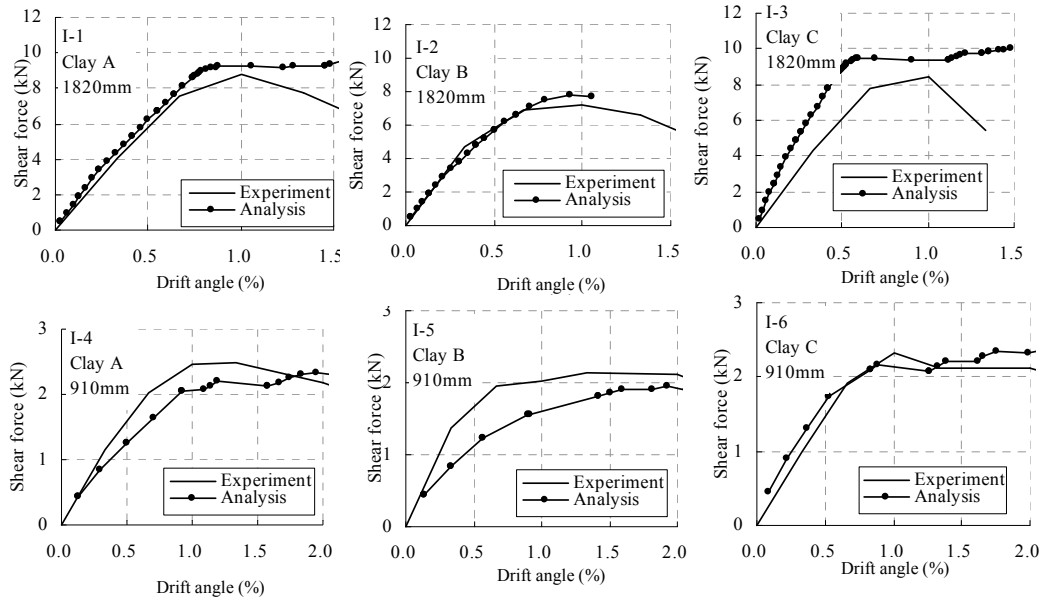 I-1
Clay A
1820mm
Shear force (kN)
12
10
8
6
4
2
0
0.0 0.5 1.0 1.5
Drift angle (%)
Experiment
Analysis
I-2
Clay B
1820mm
Shear force (kN)
12
10
8
6
4
2
0
0.0 0.5 1.0 1.5
Drift angle (%)
Experiment
Analysis
I-3
Clay C
1820mm
Shear force (kN)
12
10
8
6
4
2
0
0.0 0.5 1.0 1.5
Drift angle (%)
Experiment
Analysis
I-4
Clay A
910mm
Shear force (kN)
3
2
1
0
0.0 0.5 1.0 1.5 2.0
Drift angle (%)
Experiment
Analysis
I-5
Clay B
910mm
Shear force (kN)
3
2
1
0
0.0 0.5 1.0 1.5 2.0
Drift angle (%)
Experiment
Analysis
I-6
Clay C
910mm
Shear force (kN)
3
2
1
0
0.0 0.5 1.0 1.5 2.0
Drift angle (%)
Experiment
Analysis